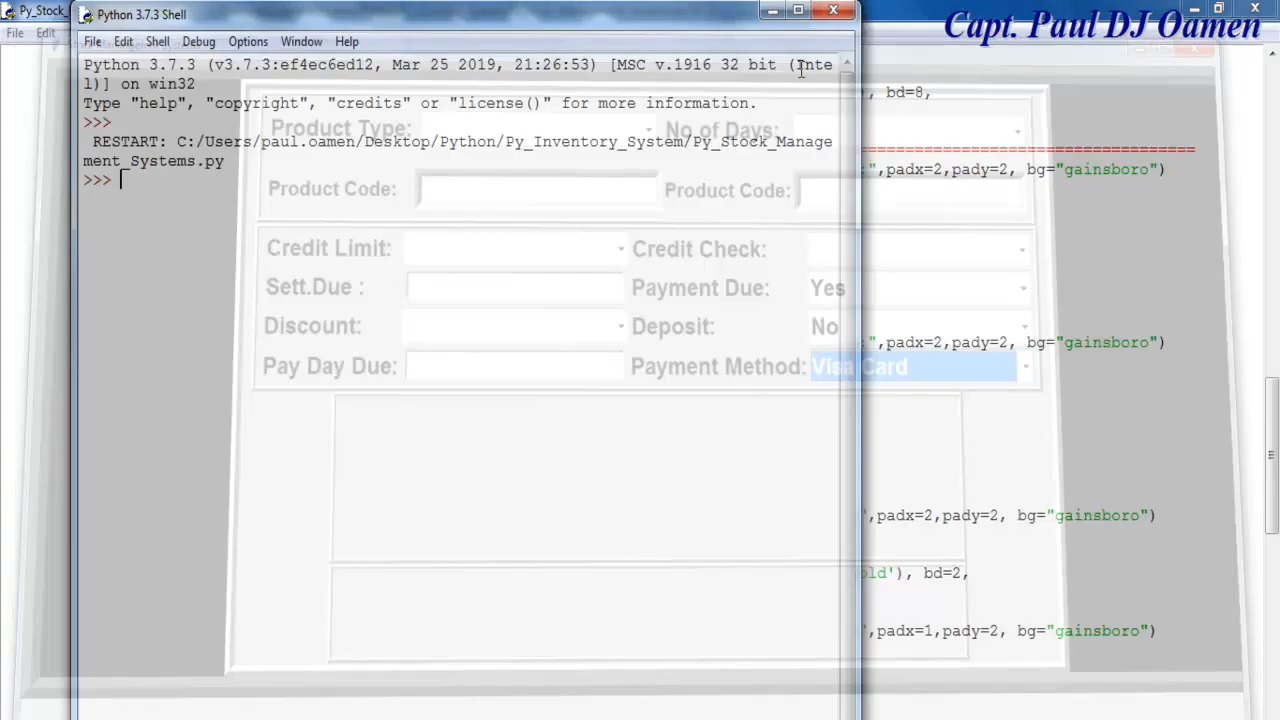 Py_Stock_
Python 3.7.3 Shell
Capt. Paul DJ Oamen
File Edit
File Edit Shell Debug Options Window Help
Python 3.7.3 (v3.7.3:ef4ec6ed12, Mar 25 2019, 21:26:53) [MSC v.1916 32 bit (Inte
l)] on win32
), bd=8,
Type "help", "copyright", "credits" or "license()" for more information.
>>>
Product Type: No of Days:
RESTART: C:/Users/paul.oamen/Desktop/Python/Py_Inventory_System/Py_Stock_Manage
ment_Systems.py
:",padx=2,pady=2, bg="gainsboro")
>>>
Product Code: Product Code:
Credit Limit: Credit Check:
Sett.Due : Payment Due: Yes
Discount: Deposit: No
:",padx=2,pady=2, bg="gainsboro")
Pay Day Due: Payment Method: Visa Card
",padx=2,pady=2, bg="gainsboro")
old'), bd=2,
",padx=1,pady=2, bg="gainsboro")